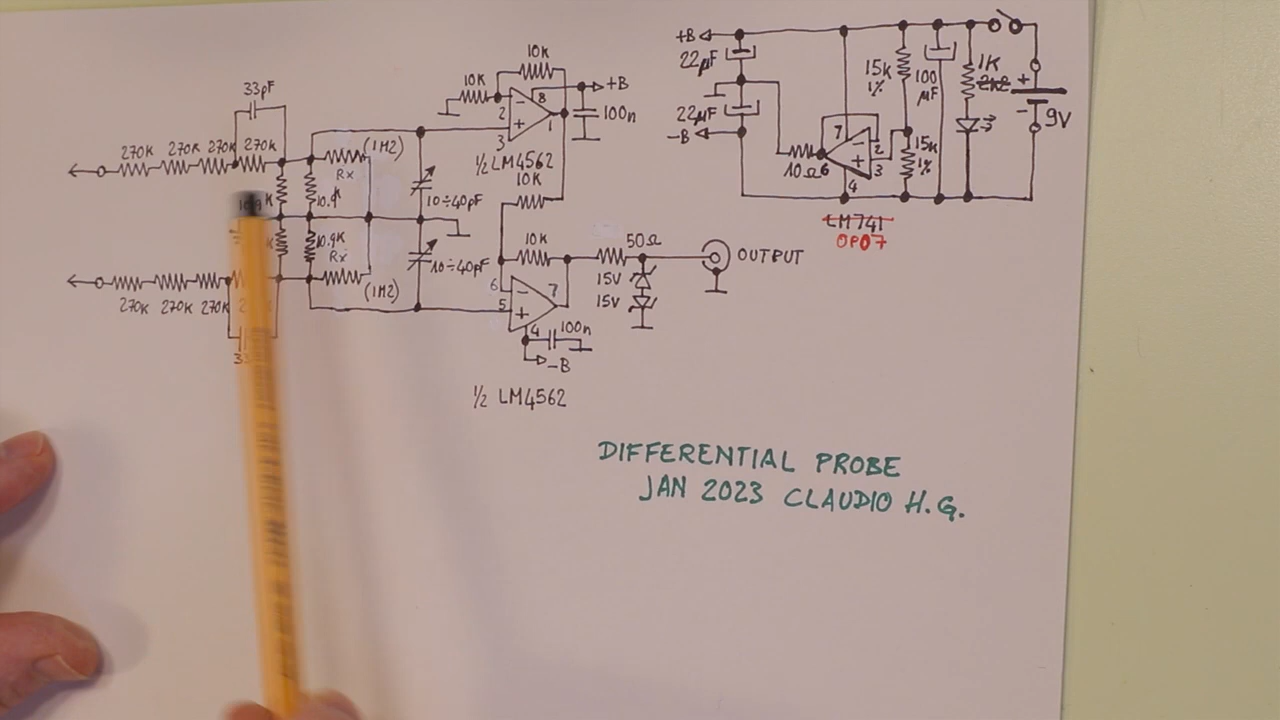 33pF
270K 270K 270K 270K
(1M2)
Rx
10.9K
10K
10K
2
3
8
1
+B
100n
½ LM4562
10÷40pF
10K
10.9K
Rx
(1M2)
10÷40pF
270K 270K 270K
10K
6
5
7
4
50Ω
15V
15V
OUTPUT
100n
-B
½ LM4562
+B
22µF
22µF
-B
10Ω
6
7
2
3
4
15K
1%
15K
1%
100
µF
1K
2K2
+
-
9V
LM741
OP07
DIFFERENTIAL PROBE
JAN 2023 CLAUDIO H.G.